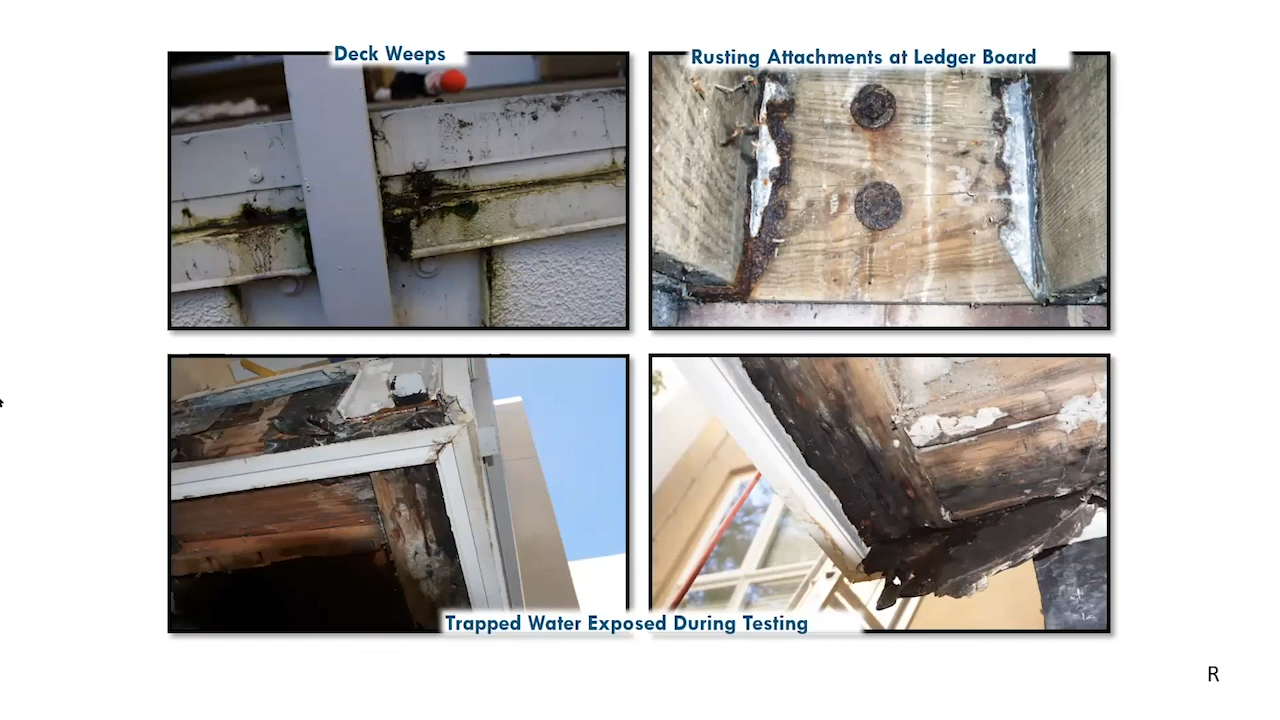 Deck Weeps
Rusting Attachments at Ledger Board
Trapped Water Exposed During Testing
R